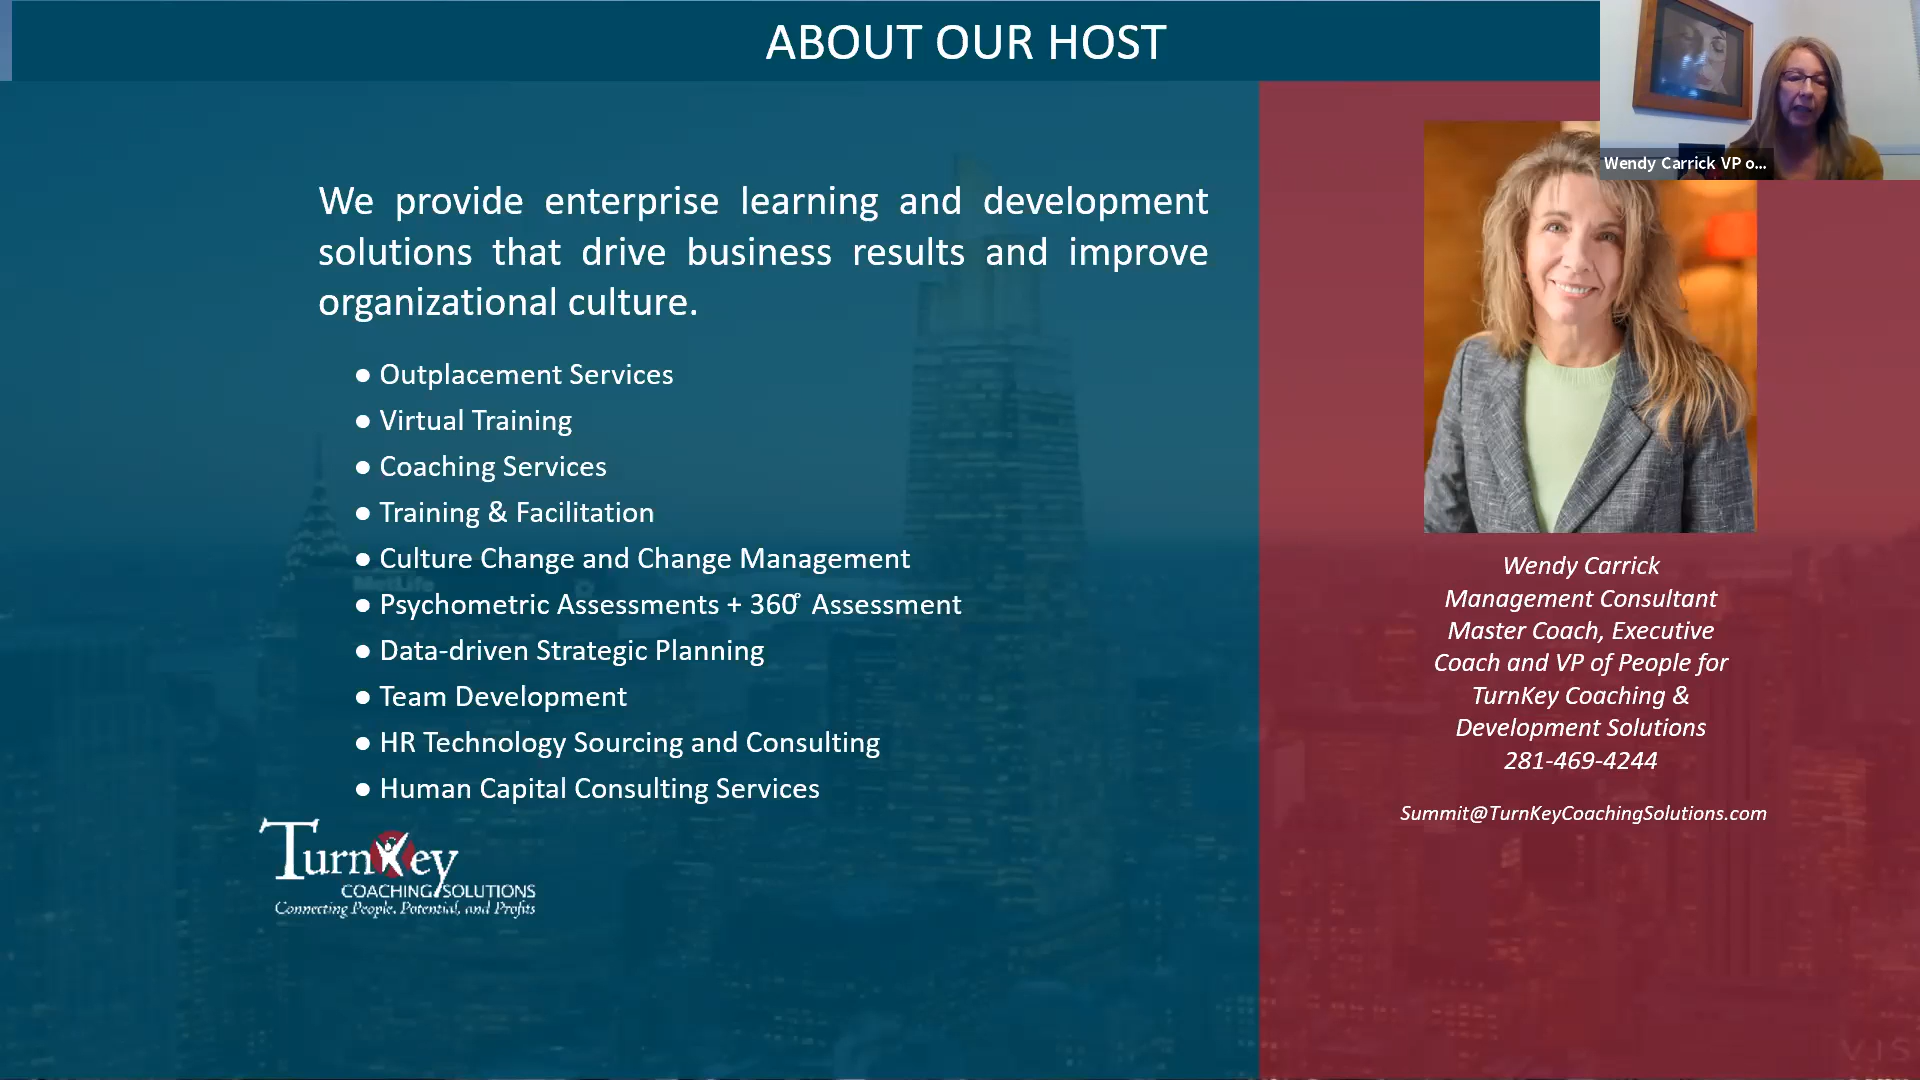 ABOUT OUR HOST
Wendy Carrick VP o...
We provide enterprise learning and development
solutions that drive business results and improve
organizational culture.
● Outplacement Services
● Virtual Training
● Coaching Services
● Training & Facilitation
● Culture Change and Change Management
● Psychometric Assessments + 360° Assessment
● Data-driven Strategic Planning
● Team Development
● HR Technology Sourcing and Consulting
● Human Capital Consulting Services
TurnKey
COACHING SOLUTIONS
Connecting People, Potential, and Profits
Wendy Carrick
Management Consultant
Master Coach, Executive
Coach and VP of People for
TurnKey Coaching &
Development Solutions
281-469-4244
Summit@TurnKeyCoachingSolutions.com
MetLife
VIS